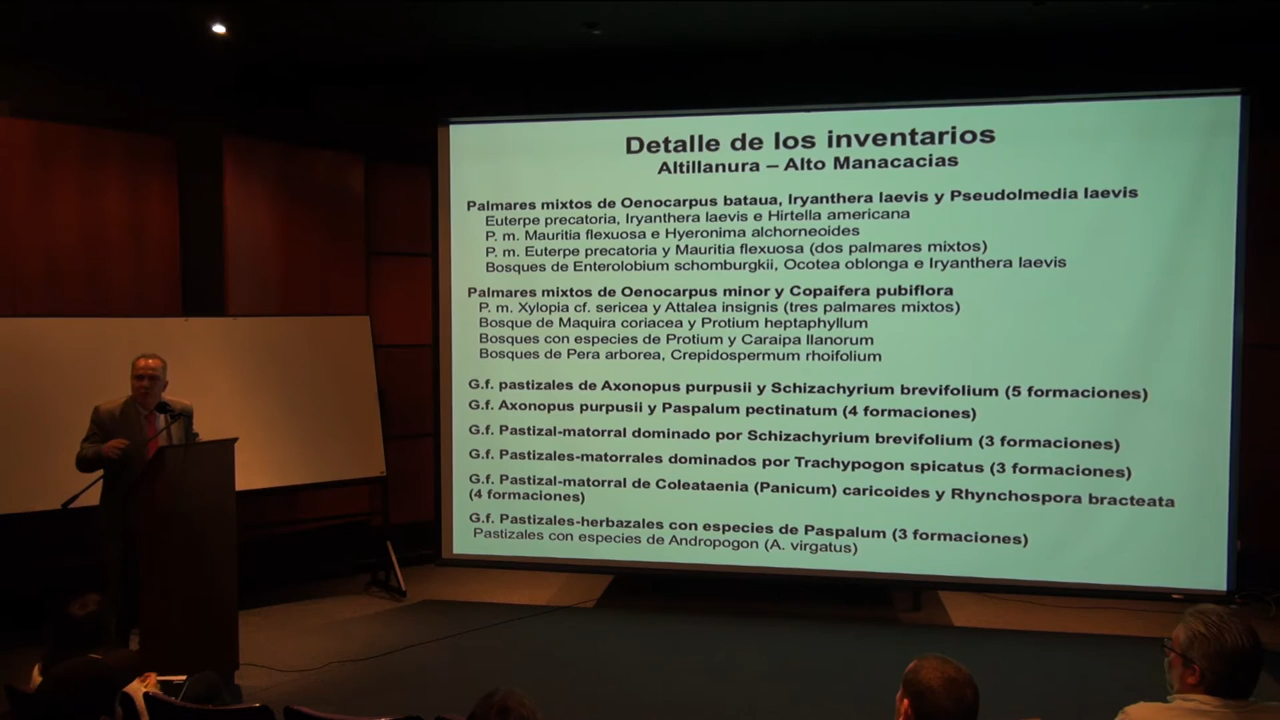 Detalle de los inventarios
Altillanura – Alto Manacacias
Palmares mixtos de Oenocarpus bataua, Iryanthera laevis y Pseudolmedia laevis
Euterpe precatoria, Iryanthera laevis e Hirtella americana
P. m. Mauritia flexuosa e Hyeronima alchorneoides
P. m. Euterpe precatoria y Mauritia flexuosa (dos palmares mixtos)
Bosques de Enterolobium schomburgkii, Ocotea oblonga e Iryanthera laevis
Palmares mixtos de Oenocarpus minor y Copaifera pubiflora
P. m. Xylopia cf. sericea y Attalea insignis (tres palmares mixtos)
Bosque de Maquira coriacea y Protium heptaphyllum
Bosques con especies de Protium y Caraipa llanorum
Bosques de Pera arborea, Crepidospermum rhoifolium
G.f. pastizales de Axonopus purpusii y Schizachyrium brevifolium (5 formaciones)
G.f. Axonopus purpusii y Paspalum pectinatum (4 formaciones)
G.f. Pastizal-matorral dominado por Schizachyrium brevifolium (3 formaciones)
G.f. Pastizales-matorrales dominados por Trachypogon spicatus (3 formaciones)
G.f. Pastizal-matorral de Coleataenia (Panicum) caricoides y Rhynchospora bracteata
(4 formaciones)
G.f. Pastizales-herbazales con especies de Paspalum (3 formaciones)
Pastizales con especies de Andropogon (A. virgatus)